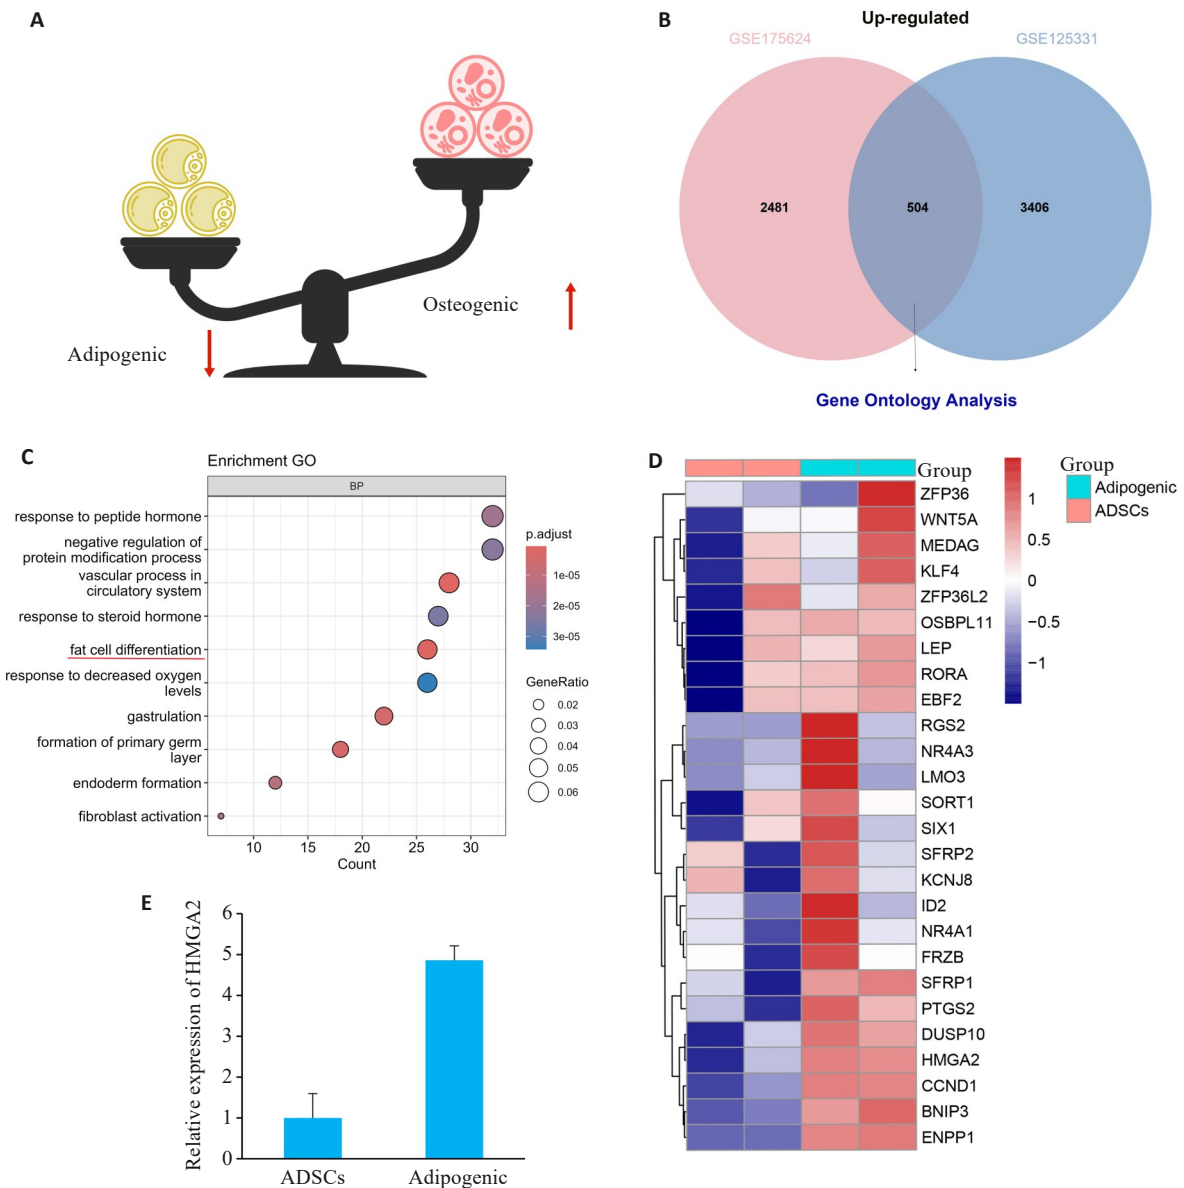 A
Adipogenic
Osteogenic
B
Up-regulated
GSE175624
GSE125331
2481
504
3406
Gene Ontology Analysis
C
Enrichment GO
BP
response to peptide hormone
negative regulation of
protein modification process
vascular process in
circulatory system
response to steroid hormone
fat cell differentiation
response to decreased oxygen
levels
gastrulation
formation of primary germ
layer
endoderm formation
fibroblast activation
10
15
20
25
30
Count
p.adjust
1e-05
2e-05
3e-05
GeneRatio
0.02
0.03
0.04
0.05
0.06
D
Group
ZFP36
WNT5A
MEDAG
KLF4
ZFP36L2
OSBPL11
LEP
RORA
EBF2
RGS2
NR4A3
LMO3
SORT1
SIX1
SFRP2
KCNJ8
ID2
NR4A1
FRZB
SFRP1
PTGS2
DUSP10
HMGA2
CCND1
BNIP3
ENPP1
1
0.5
0
−0.5
−1
Group
Adipogenic
ADSCs
E
Relative expression of HMGA2
6
5
4
3
2
1
0
ADSCs
Adipogenic